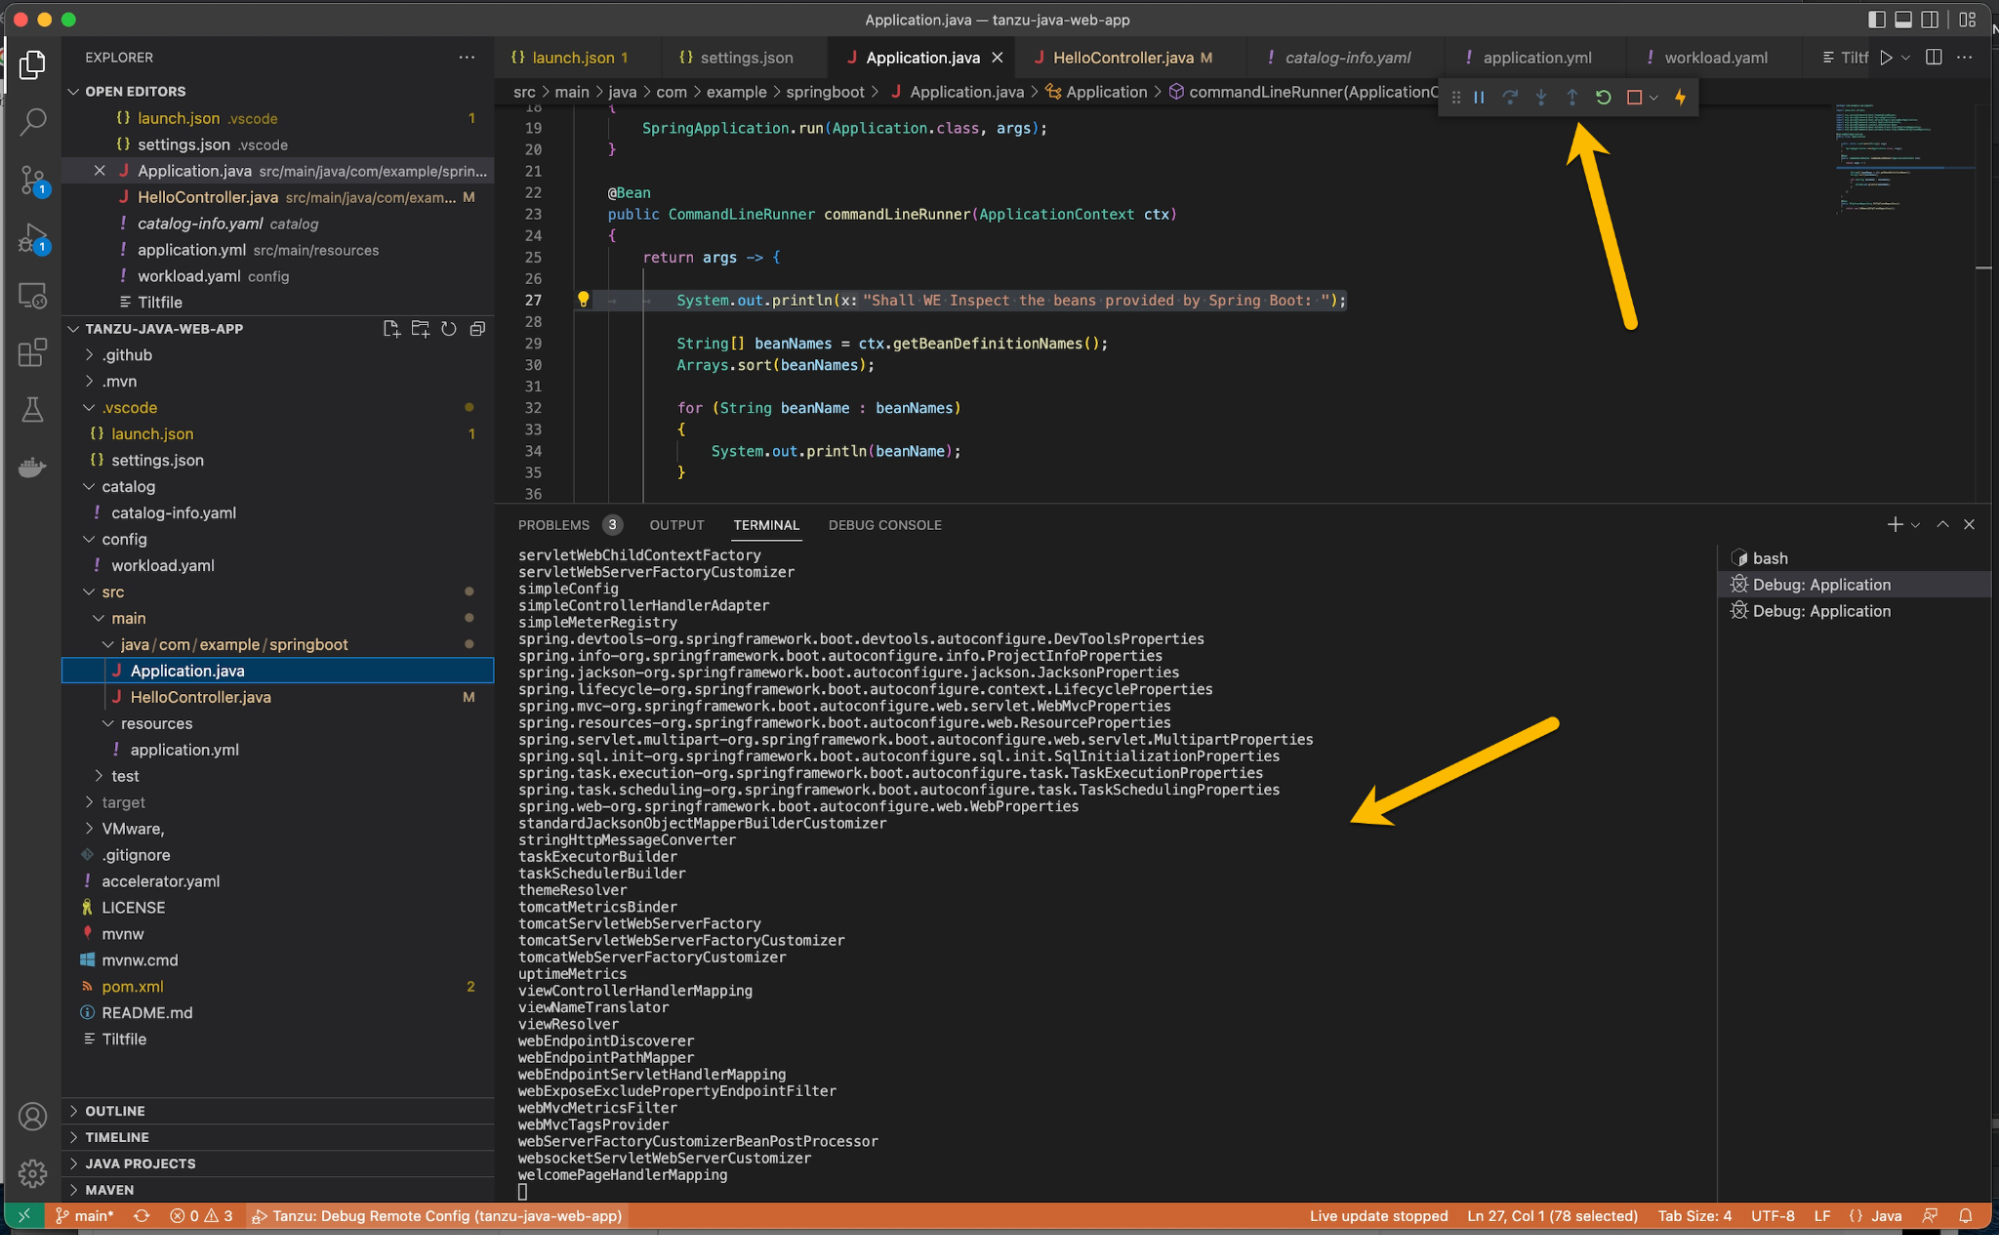 Application.java — tanzu-java-web-app
EXPLORER
OPEN EDITORS
{} launch.json .vscode 1
{} settings.json .vscode
J Application.java src/main/java/com/example/sprin...
J HelloController.java src/main/java/com/exam... M
! catalog-info.yaml catalog
! application.yml src/main/resources
! workload.yaml config
Tiltfile
TANZU-JAVA-WEB-APP
.github
.mvn
.vscode
{} launch.json 1
{} settings.json
catalog
! catalog-info.yaml
config
! workload.yaml
src
main
java/com/example/springboot
J Application.java
J HelloController.java M
resources
! application.yml
test
target
VMware,
.gitignore
! accelerator.yaml
LICENSE
mvnw
mvnw.cmd
pom.xml 2
README.md
Tiltfile
OUTLINE
TIMELINE
JAVA PROJECTS
MAVEN
1
1
{} launch.json 1
{} settings.json
J Application.java
J HelloController.java M
! catalog-info.yaml
! application.yml
! workload.yaml
Tiltf
src > main > java > com > example > springboot > J Application.java > Application > commandLineRunner(ApplicationC
18 {
19 SpringApplication.run(Application.class, args);
20 }
21
22 @Bean
23 public CommandLineRunner commandLineRunner(ApplicationContext ctx)
24 {
25 return args -> {
26
27 System.out.println(x:"Shall WE Inspect the beans provided by Spring Boot: ");
28
29 String[] beanNames = ctx.getBeanDefinitionNames();
30 Arrays.sort(beanNames);
31
32 for (String beanName : beanNames)
33 {
34 System.out.println(beanName);
35 }
36
PROBLEMS 3 OUTPUT TERMINAL DEBUG CONSOLE
servletWebChildContextFactory
servletWebServerFactoryCustomizer
simpleConfig
simpleControllerHandlerAdapter
simpleMeterRegistry
spring.devtools-org.springframework.boot.devtools.autoconfigure.DevToolsProperties
spring.info-org.springframework.boot.autoconfigure.info.ProjectInfoProperties
spring.jackson-org.springframework.boot.autoconfigure.jackson.JacksonProperties
spring.lifecycle-org.springframework.boot.autoconfigure.context.LifecycleProperties
spring.mvc-org.springframework.boot.autoconfigure.web.servlet.WebMvcProperties
spring.resources-org.springframework.boot.autoconfigure.web.ResourceProperties
spring.servlet.multipart-org.springframework.boot.autoconfigure.web.servlet.MultipartProperties
spring.sql.init-org.springframework.boot.autoconfigure.sql.init.SqlInitializationProperties
spring.task.execution-org.springframework.boot.autoconfigure.task.TaskExecutionProperties
spring.task.scheduling-org.springframework.boot.autoconfigure.task.TaskSchedulingProperties
spring.web-org.springframework.boot.autoconfigure.web.WebProperties
standardJacksonObjectMapperBuilderCustomizer
stringHttpMessageConverter
taskExecutorBuilder
taskSchedulerBuilder
themeResolver
tomcatMetricsBinder
tomcatServletWebServerFactory
tomcatServletWebServerFactoryCustomizer
tomcatWebServerFactoryCustomizer
uptimeMetrics
viewControllerHandlerMapping
viewNameTranslator
viewResolver
webEndpointDiscoverer
webEndpointPathMapper
webEndpointServletHandlerMapping
webExposeExcludePropertyEndpointFilter
webMvcMetricsFilter
webMvcTagsProvider
webServerFactoryCustomizerBeanPostProcessor
websocketServletWebServerCustomizer
welcomePageHandlerMapping
bash
Debug: Application
Debug: Application
main* 0 3 Tanzu: Debug Remote Config (tanzu-java-web-app) Live update stopped Ln 27, Col 1 (78 selected) Tab Size: 4 UTF-8 LF {} Java